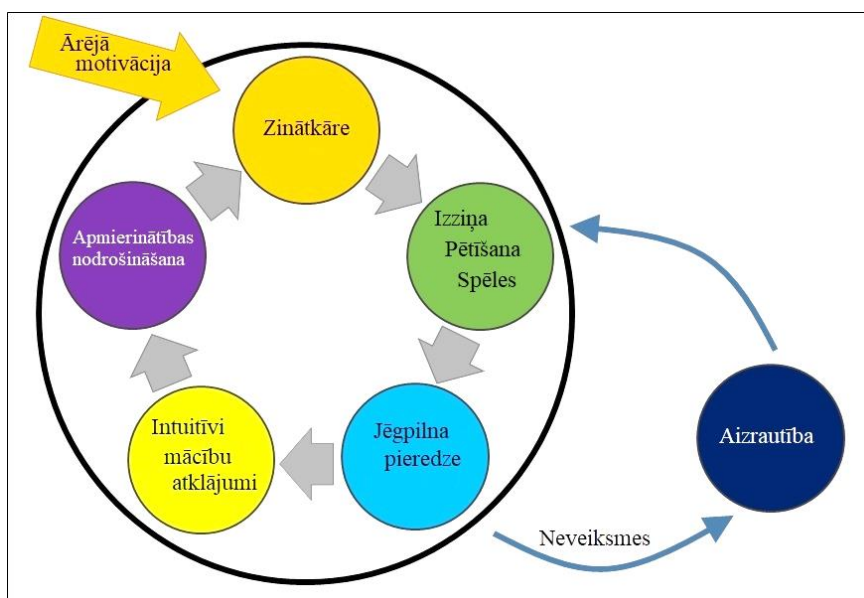 Ārējā
motivācija
Zinātkāre
Izziņa
Pētīšana
Spēles
Jēgpilna
pieredze
Intuitīvi
mācību
atklājumi
Apmierinātības
nodrošināšana
Neveiksmes
Aizrautība